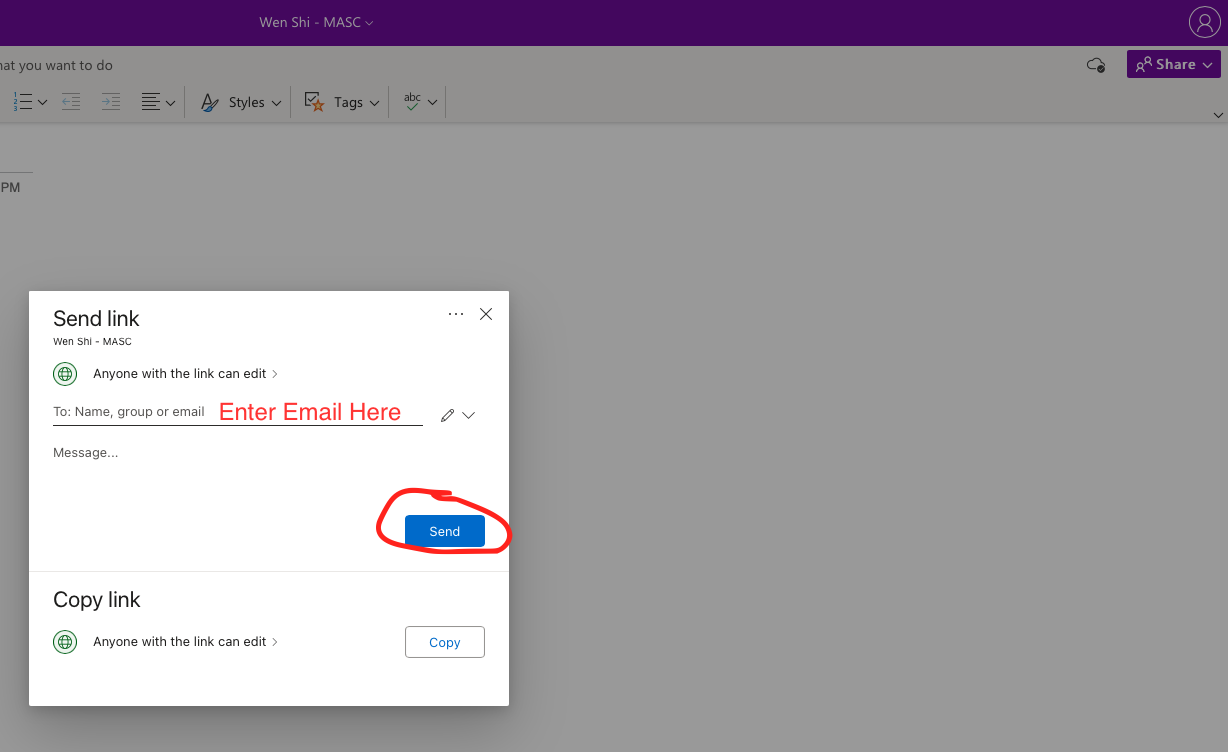 Wen Shi - MASC
hat you want to do
Share
Styles
Tags
abc
PM
Send link
Wen Shi - MASC
Anyone with the link can edit
To: Name, group or email Enter Email Here
Message...
Send
Copy link
Anyone with the link can edit
Copy